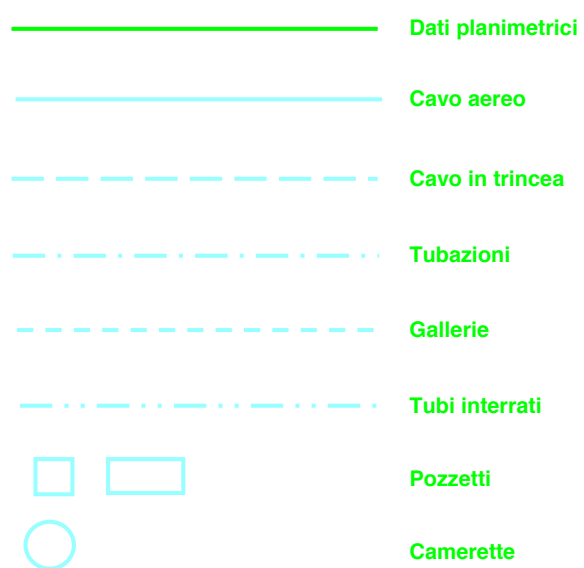 Dati planimetrici
Cavo aereo
Cavo in trincea
Tubazioni
Gallerie
Tubi interrati
Pozzetti
Camerette